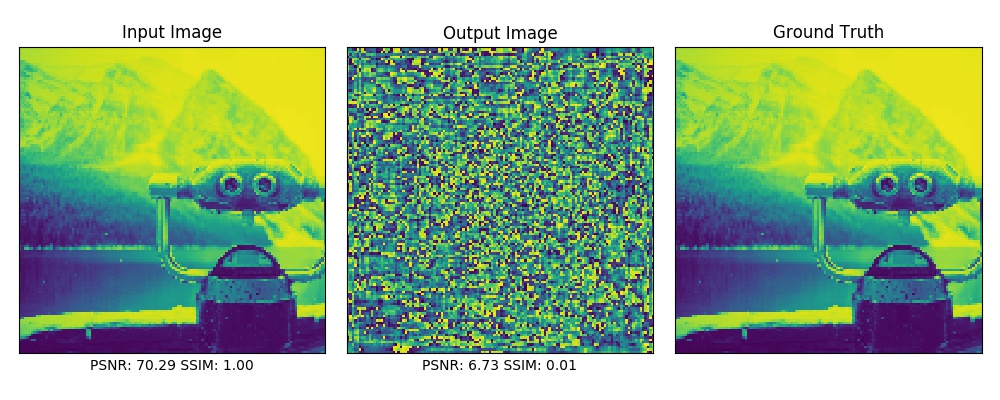 Input Image
Output Image
Ground Truth
PSNR: 70.29 SSIM: 1.00
PSNR: 6.73 SSIM: 0.01